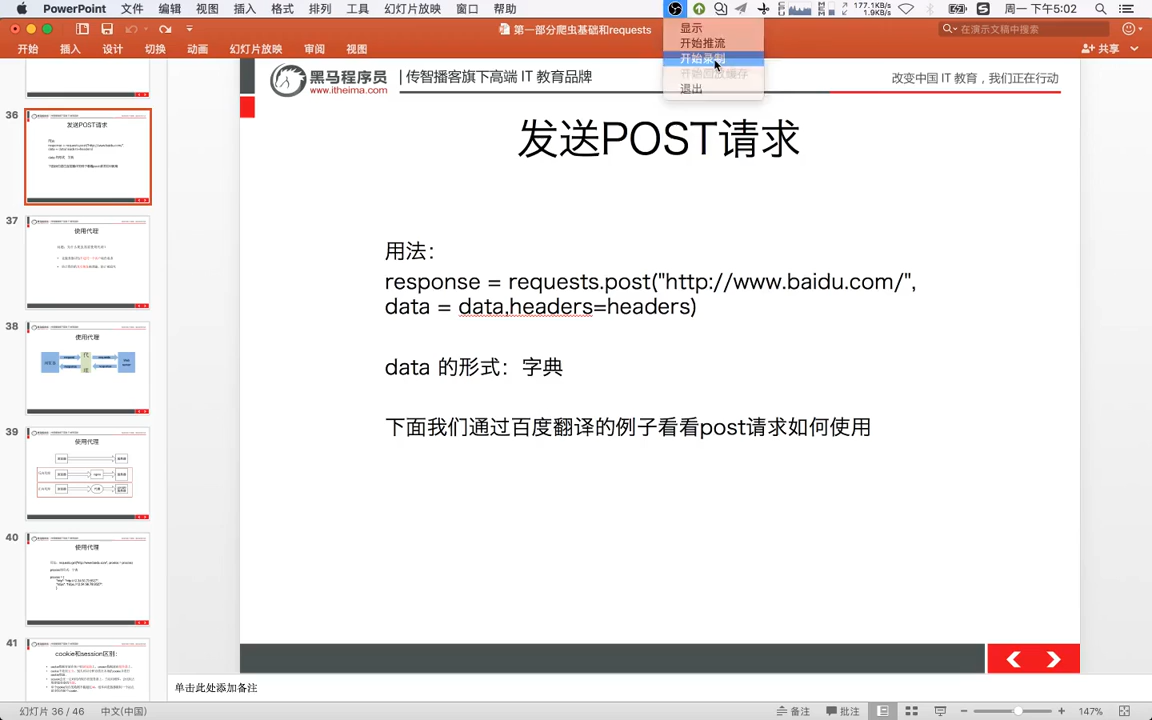 PowerPoint 文件 编辑 视图 插入 格式 排列 工具 幻灯片放映 窗口 帮助 177.1KB/s 1.9KB/s 周一 下午5:02
第一部分爬虫基础和requests
在演示文稿中搜索
开始 插入 设计 切换 动画 幻灯片放映 审阅 视图 共享
显示
开始推流
开始录制
开始回放缓存
退出
黑马程序员 | 传智播客旗下高端 IT 教育品牌
www.itheima.com
改变中国 IT 教育，我们正在行动
发送POST请求
用法：
response = requests.post("http://www.baidu.com/",
data = data,headers=headers)
data 的形式：字典
下面我们通过百度翻译的例子看看post请求如何使用
36
发送POST请求
37
使用代理
38
使用代理
39
使用代理
40
使用代理
41
cookie和session区别：
单击此处添加备注
幻灯片 36 / 46 中文(中国) 备注 批注 147%